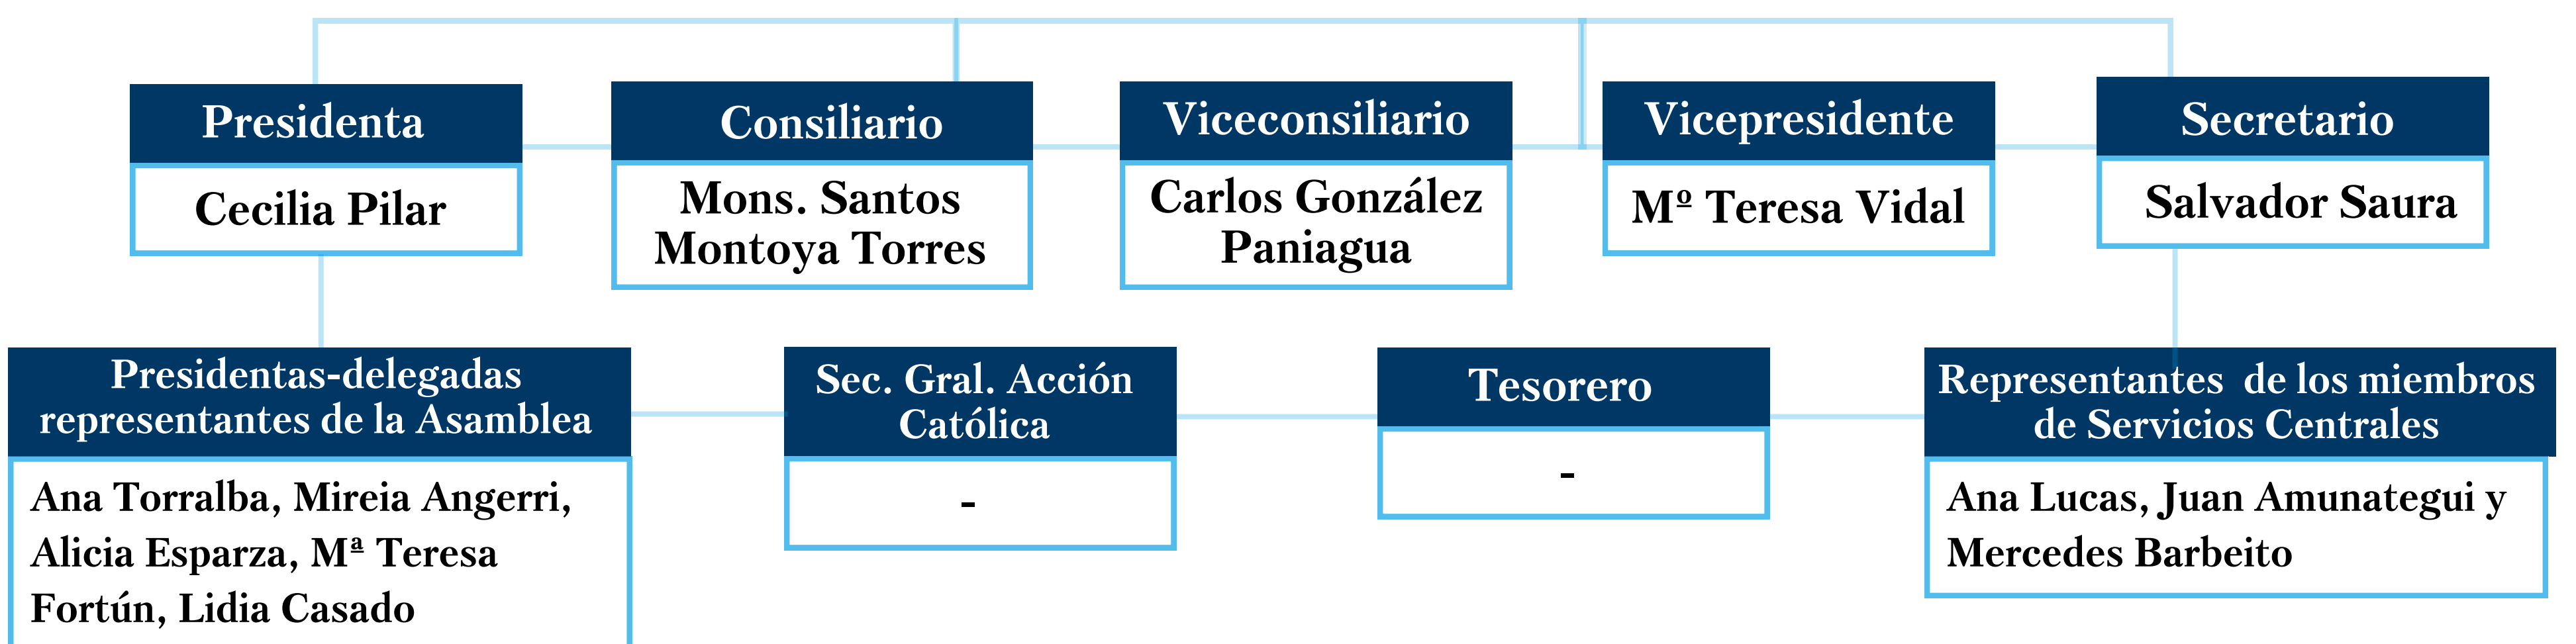 Presidenta
Cecilia Pilar
Consiliario
Mons. Santos
Montoya Torres
Viceconsiliario
Carlos González
Paniagua
Vicepresidente
Mº Teresa Vidal
Secretario
Salvador Saura
Presidentas-delegadas
representantes de la Asamblea
Ana Torralba, Mireia Angerri,
Alicia Esparza, Mª Teresa
Fortún, Lidia Casado
Sec. Gral. Acción
Católica
-
Tesorero
-
Representantes de los miembros
de Servicios Centrales
Ana Lucas, Juan Amunategui y
Mercedes Barbeito